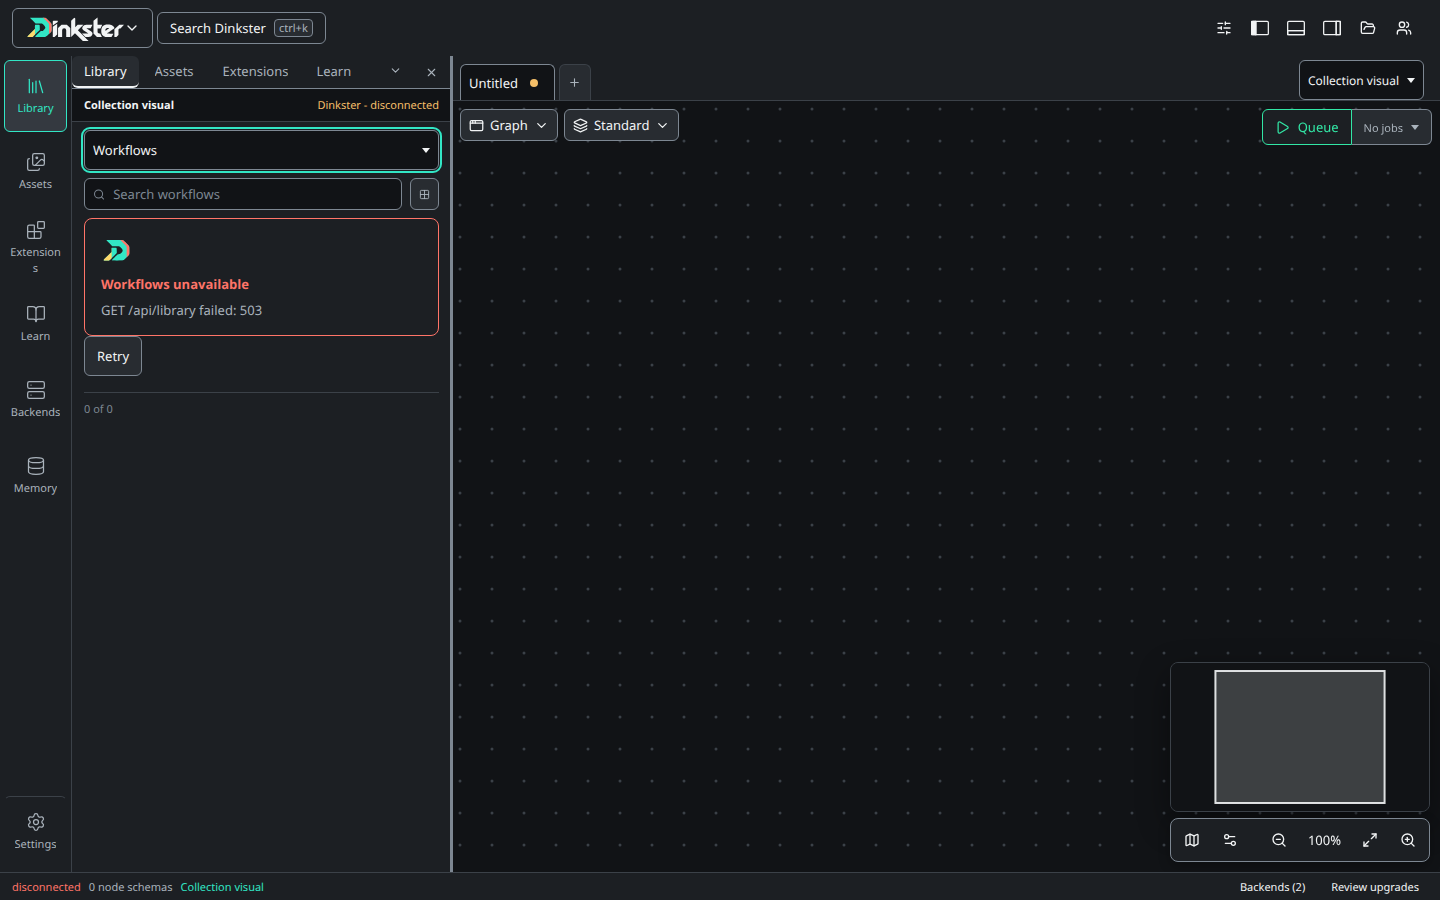 Dinkster
Search Dinkster ctrl+k
Library
Assets
Extensions
Learn
Backends
Memory
Settings
Library Assets Extensions Learn
Collection visual Dinkster - disconnected
Workflows
Search workflows
Workflows unavailable
GET /api/library failed: 503
Retry
0 of 0
Untitled
Collection visual
Graph Standard
Queue No jobs
100%
disconnected 0 node schemas Collection visual
Backends (2) Review upgrades